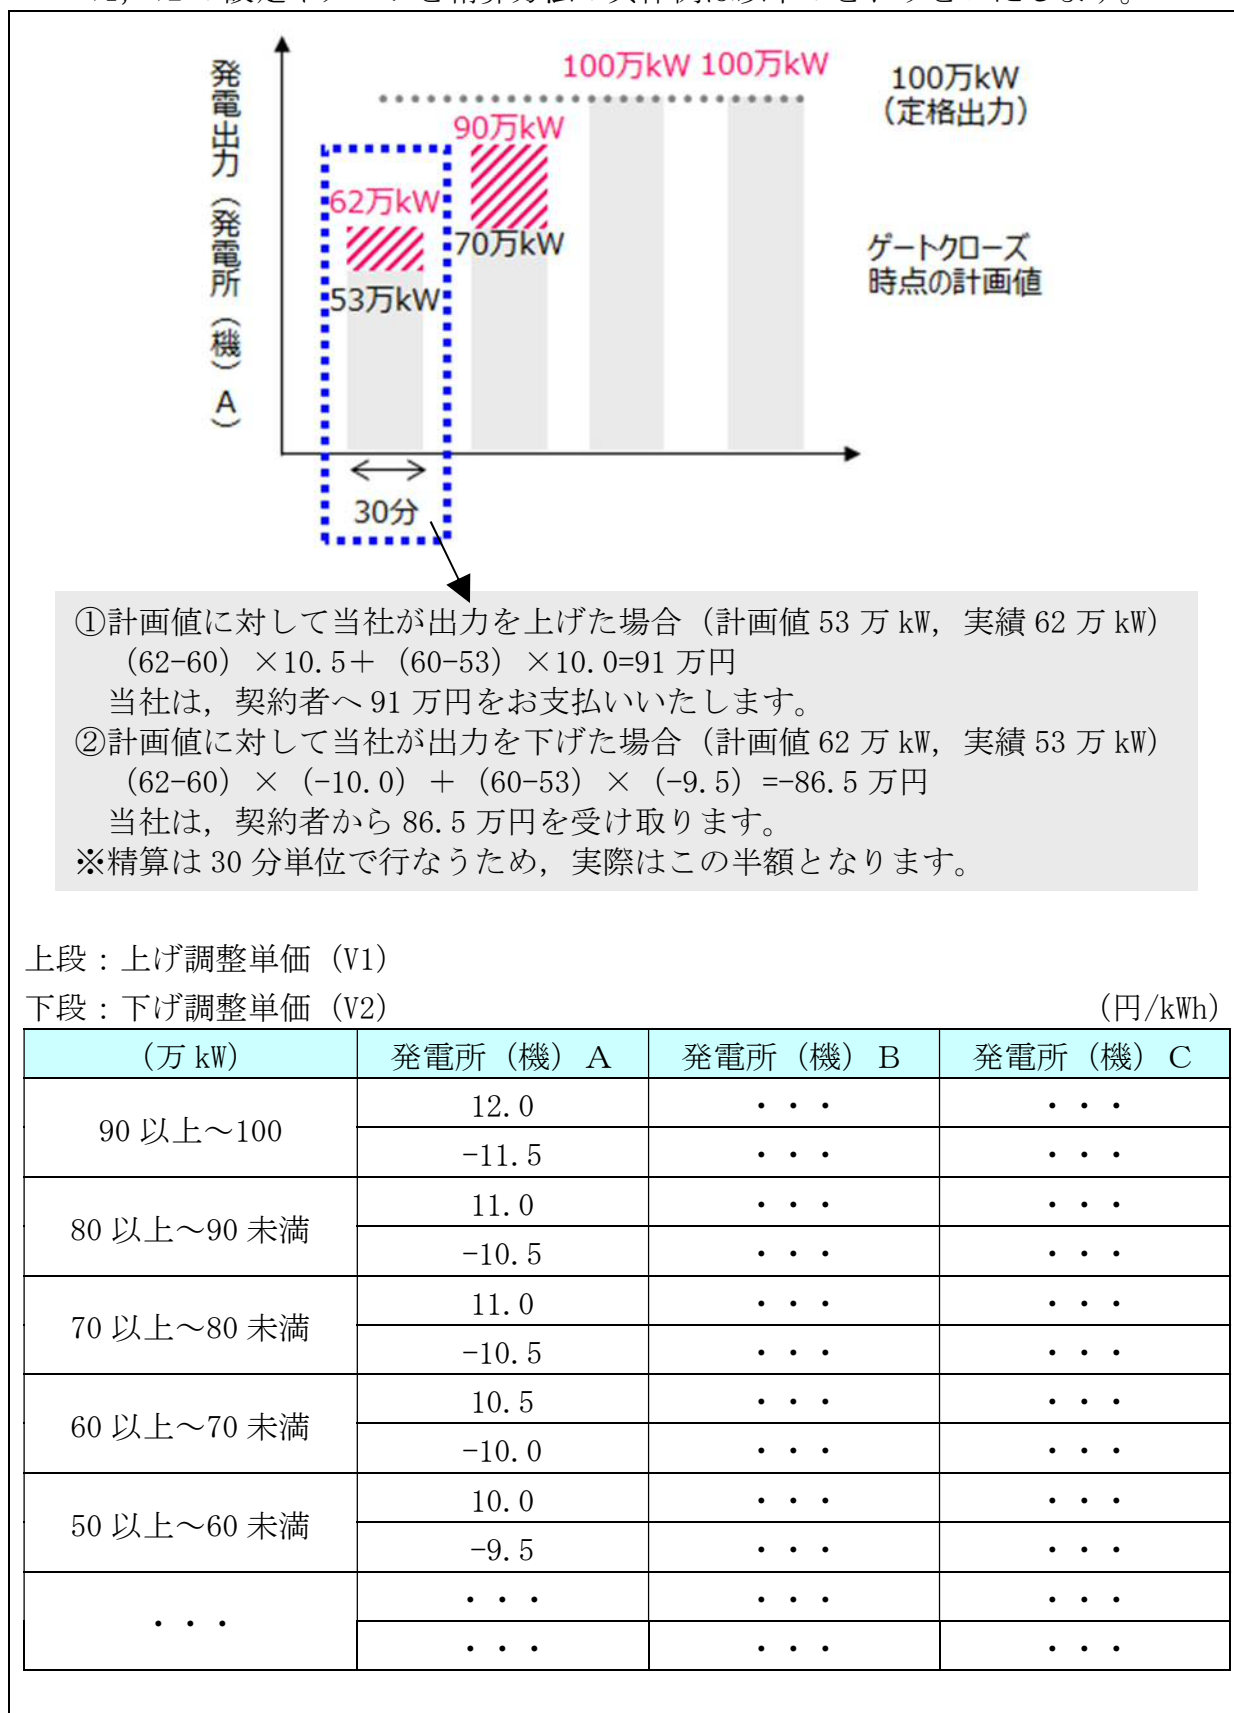 発電出力（発電所（機）A）
100万kW 100万kW
100万kW
（定格出力）
90万kW
62万kW
70万kW
53万kW
ゲートクローズ
時点の計画値
30分
①計画値に対して当社が出力を上げた場合（計画値 53 万 kW，実績 62 万 kW）
（62-60）×10.5＋（60-53）×10.0=91 万円
当社は，契約者へ 91 万円をお支払いいたします。
②計画値に対して当社が出力を下げた場合（計画値 62 万 kW，実績 53 万 kW）
（62-60）×（-10.0）＋（60-53）×（-9.5）=-86.5 万円
当社は，契約者から 86.5 万円を受け取ります。
※精算は 30 分単位で行なうため，実際はこの半額となります。
上段：上げ調整単価（V1）
下段：下げ調整単価（V2） （円/kWh）
（万 kW） 発電所（機）A 発電所（機）B 発電所（機）C
90 以上～100 12.0 ・・・ ・・・
-11.5 ・・・ ・・・
80 以上～90 未満 11.0 ・・・ ・・・
-10.5 ・・・ ・・・
70 以上～80 未満 11.0 ・・・ ・・・
-10.5 ・・・ ・・・
60 以上～70 未満 10.5 ・・・ ・・・
-10.0 ・・・ ・・・
50 以上～60 未満 10.0 ・・・ ・・・
-9.5 ・・・ ・・・
・・・ ・・・ ・・・ ・・・
・・・ ・・・ ・・・